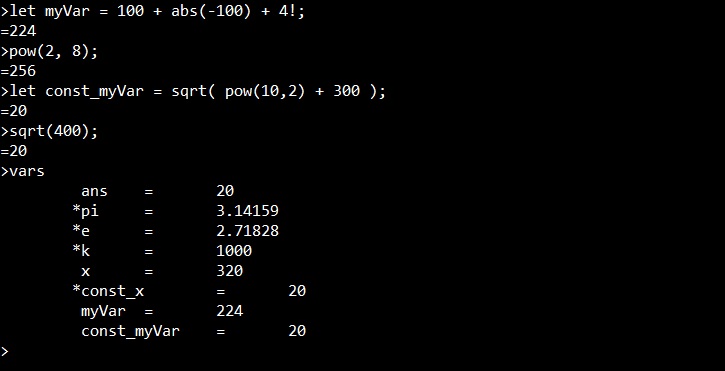 >let myVar = 100 + abs(-100) + 4!;
=224
>pow(2, 8);
=256
>let const_myVar = sqrt( pow(10,2) + 300 );
=20
>sqrt(400);
=20
>vars
ans = 20
*pi = 3.14159
*e = 2.71828
*k = 1000
x = 320
*const_x = 20
myVar = 224
const_myVar = 20
>